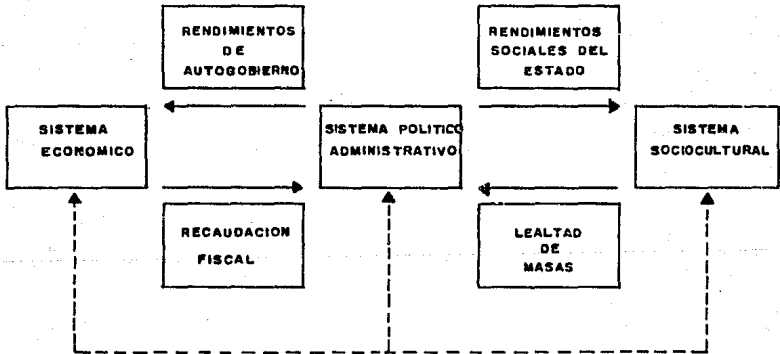 RENDIMIENTOS
DE
AUTOGOBIERNO
RENDIMIENTOS
SOCIALES DEL
ESTADO
SISTEMA
ECONOMICO
SISTEMA POLITICO
ADMINISTRATIVO
SISTEMA
SOCIOCULTURAL
RECAUDACION
FISCAL
LEALTAD
DE
MASAS